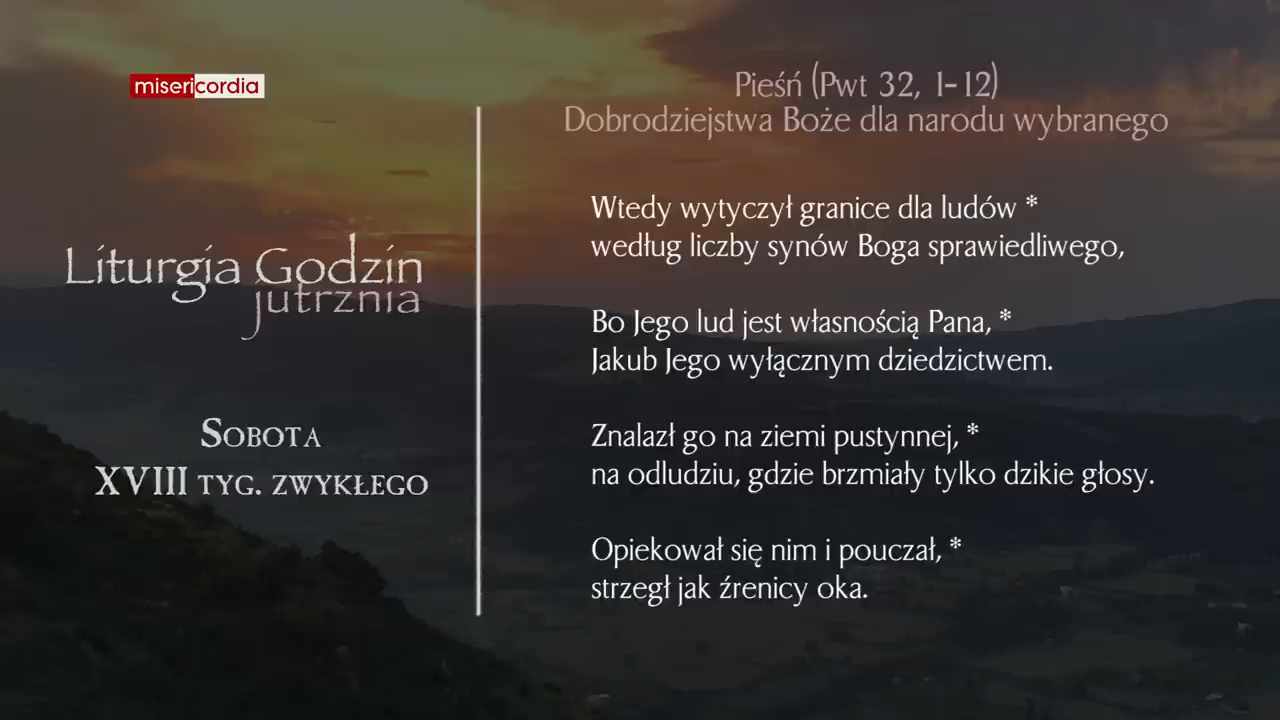 misericordia
Liturgia Godzin
jutrznia
Sobota
XVIII tyg. zwykłego
Pieśń (Pwt 32, 1-12)
Dobrodziejstwa Boże dla narodu wybranego
Wtedy wytyczył granice dla ludów *
według liczby synów Boga sprawiedliwego,
Bo Jego lud jest własnością Pana, *
Jakub Jego wyłącznym dziedzictwem.
Znalazł go na ziemi pustynnej, *
na odludziu, gdzie brzmiały tylko dzikie głosy.
Opiekował się nim i pouczał, *
strzegł jak źrenicy oka.